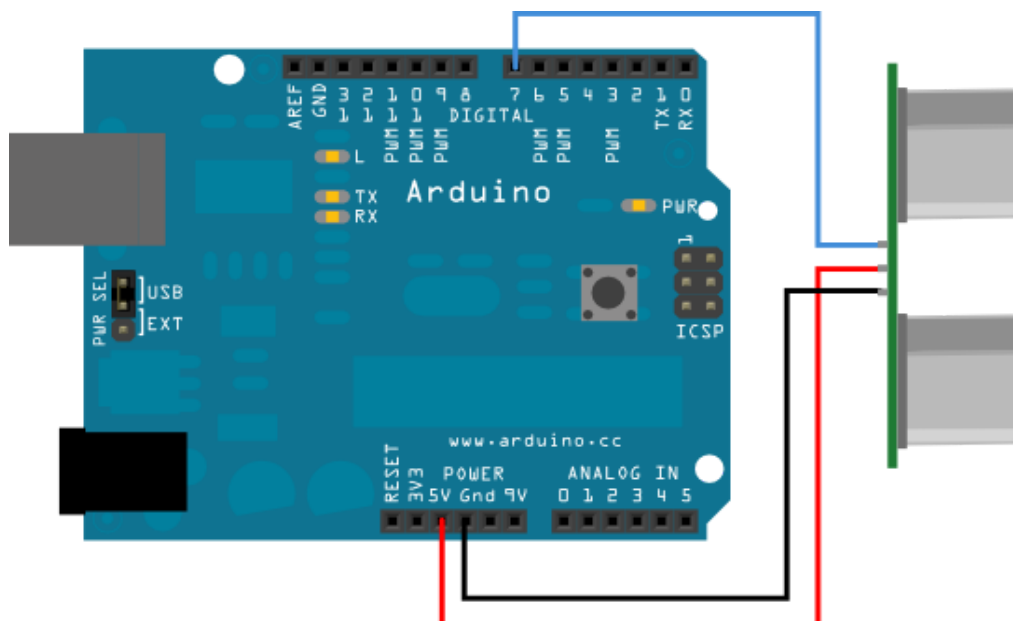 AREF
GND
13
12
11
10
9
8
7
6
5
4
3
2
TX 1
RX 0
DIGITAL
PWM
PWM
PWM
PWM
PWM
PWM
L
TX
RX
Arduino
PWR
1
ICSP
PWR SEL
USB
EXT
www.arduino.cc
POWER
ANALOG IN
RESET
3V3
5V Gnd 9V
0 1 2 3 4 5